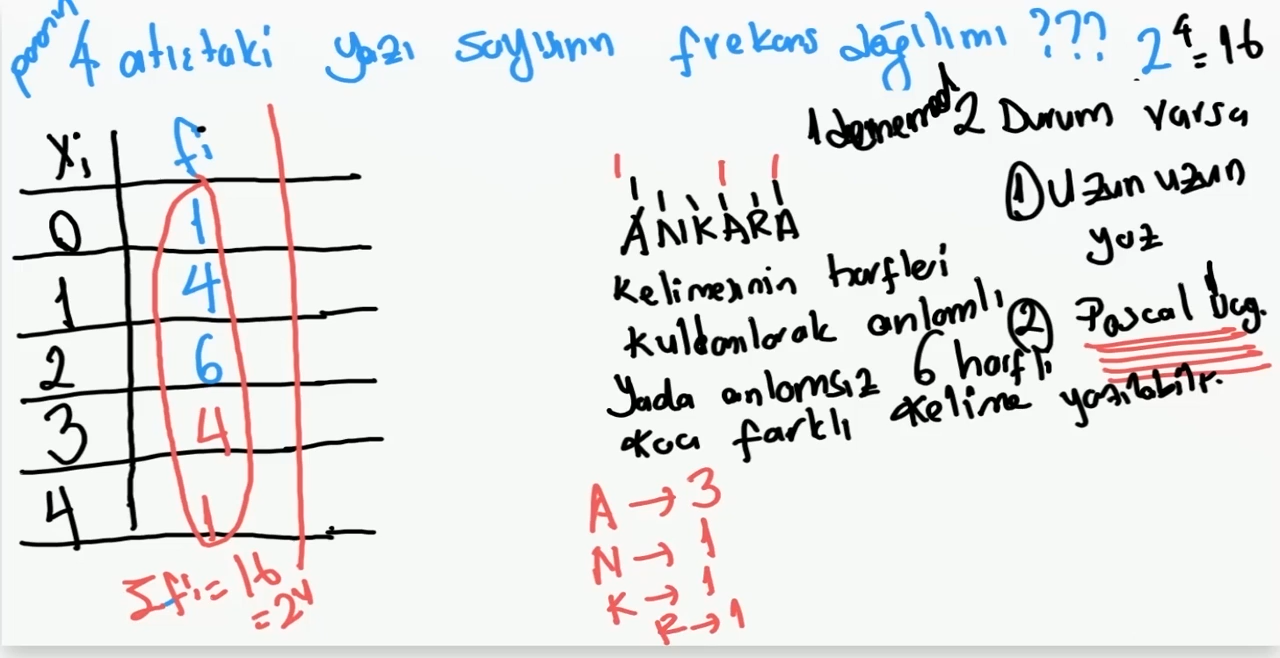 paranın 4 atıştaki yazı sayısının frekans dağılımı ??? 2⁴ = 16
xi fi
0 1
1 4
2 6
3 4
4 1
Σfi = 16
= 2⁴
1 denemede 2 Durum varsa
① Uzun uzun
yaz
② Pascal Üçg.
ANKARA
Kelimesinin harfleri
kullanılarak anlamlı
Yada anlamsız 6 harfli
kaç farklı kelime yazılabilir.
A → 3
N → 1
K → 1
R → 1